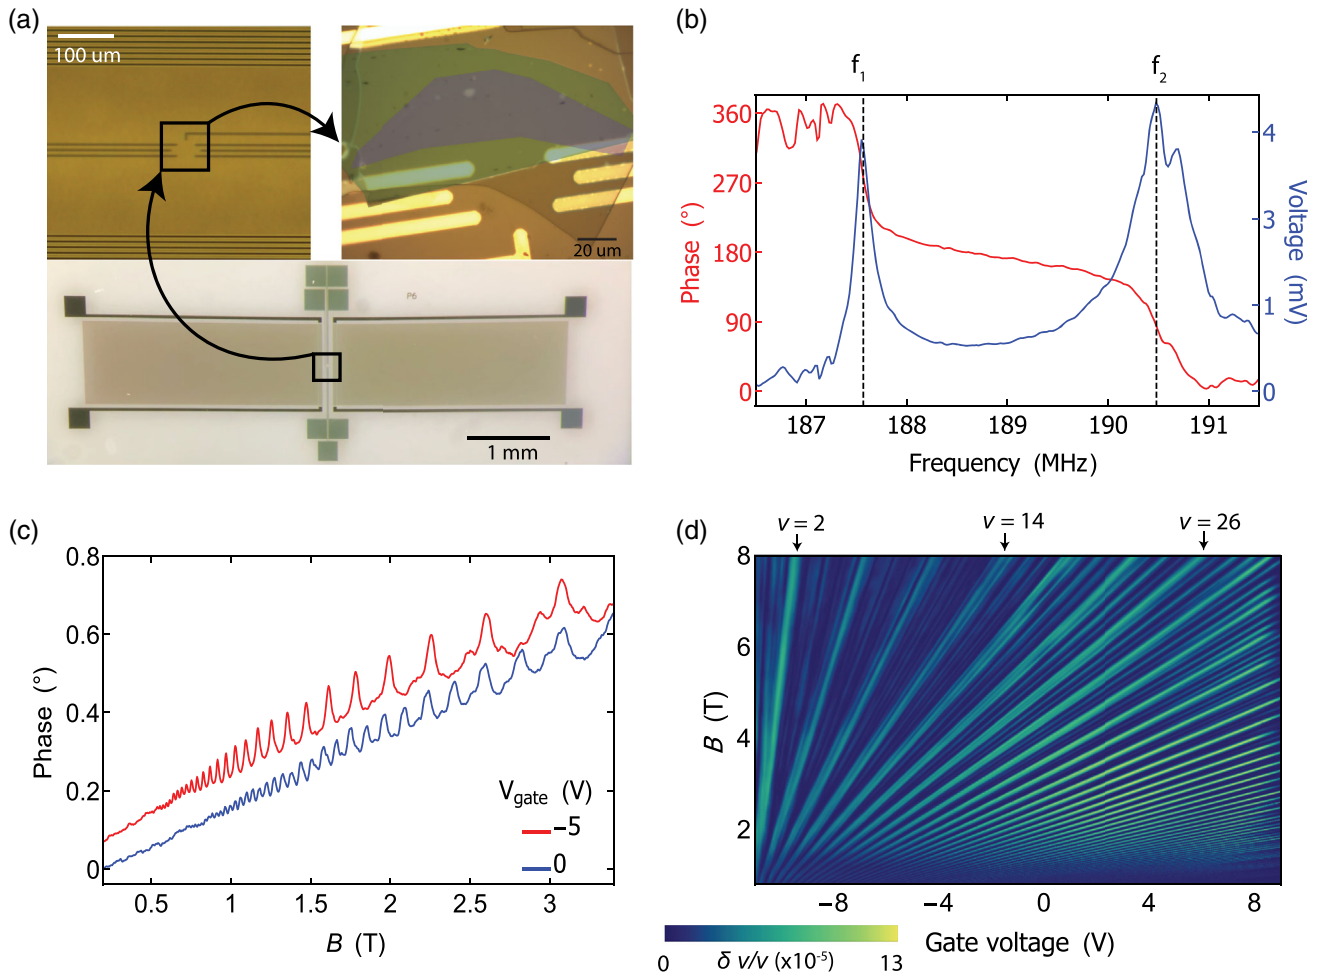 (a)
100 um
20 um
P6
1 mm
(b)
f1
f2
360
270
180
90
0
Phase (°)
4
3
1
0
Voltage (mV)
187
188
189
190
191
Frequency (MHz)
(c)
0.8
0.6
0.4
0.2
0
Phase (°)
Vgate (V)
−5
0
0.5
1
1.5
2
2.5
3
B (T)
(d)
ν = 2
ν = 14
ν = 26
8
6
4
2
B (T)
−8
−4
0
4
8
Gate voltage (V)
δ v/v (x10-5)
0
13